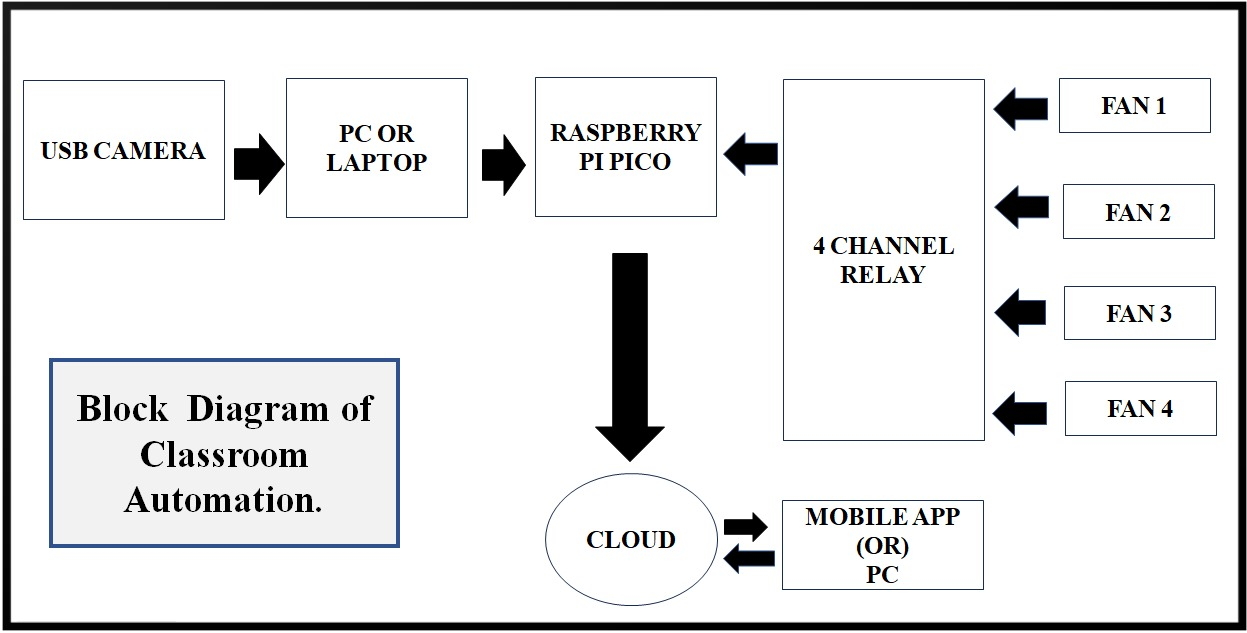 USB CAMERA
PC OR
LAPTOP
RASPBERRY
PI PICO
4 CHANNEL
RELAY
FAN 1
FAN 2
FAN 3
FAN 4
Block Diagram of
Classroom
Automation.
CLOUD
MOBILE APP
(OR)
PC